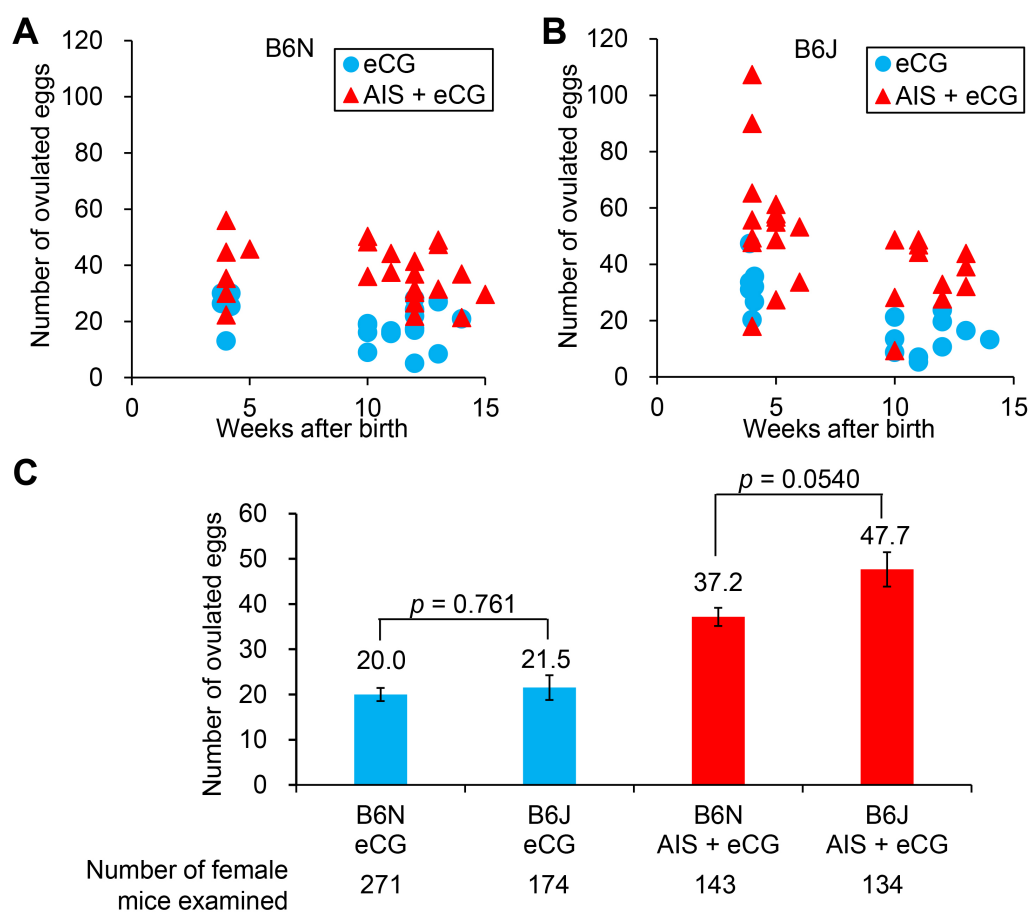 A
B6N
eCG
AIS + eCG
Number of ovulated eggs
120
100
80
60
40
20
0
0 5 10 15
Weeks after birth
B
B6J
eCG
AIS + eCG
Number of ovulated eggs
120
100
80
60
40
20
0
0 5 10 15
Weeks after birth
C
Number of ovulated eggs
60
50
40
30
20
10
0
p = 0.761
p = 0.0540
20.0 21.5 37.2 47.7
B6N B6J B6N B6J
eCG eCG AIS + eCG AIS + eCG
Number of female
mice examined
271 174 143 134